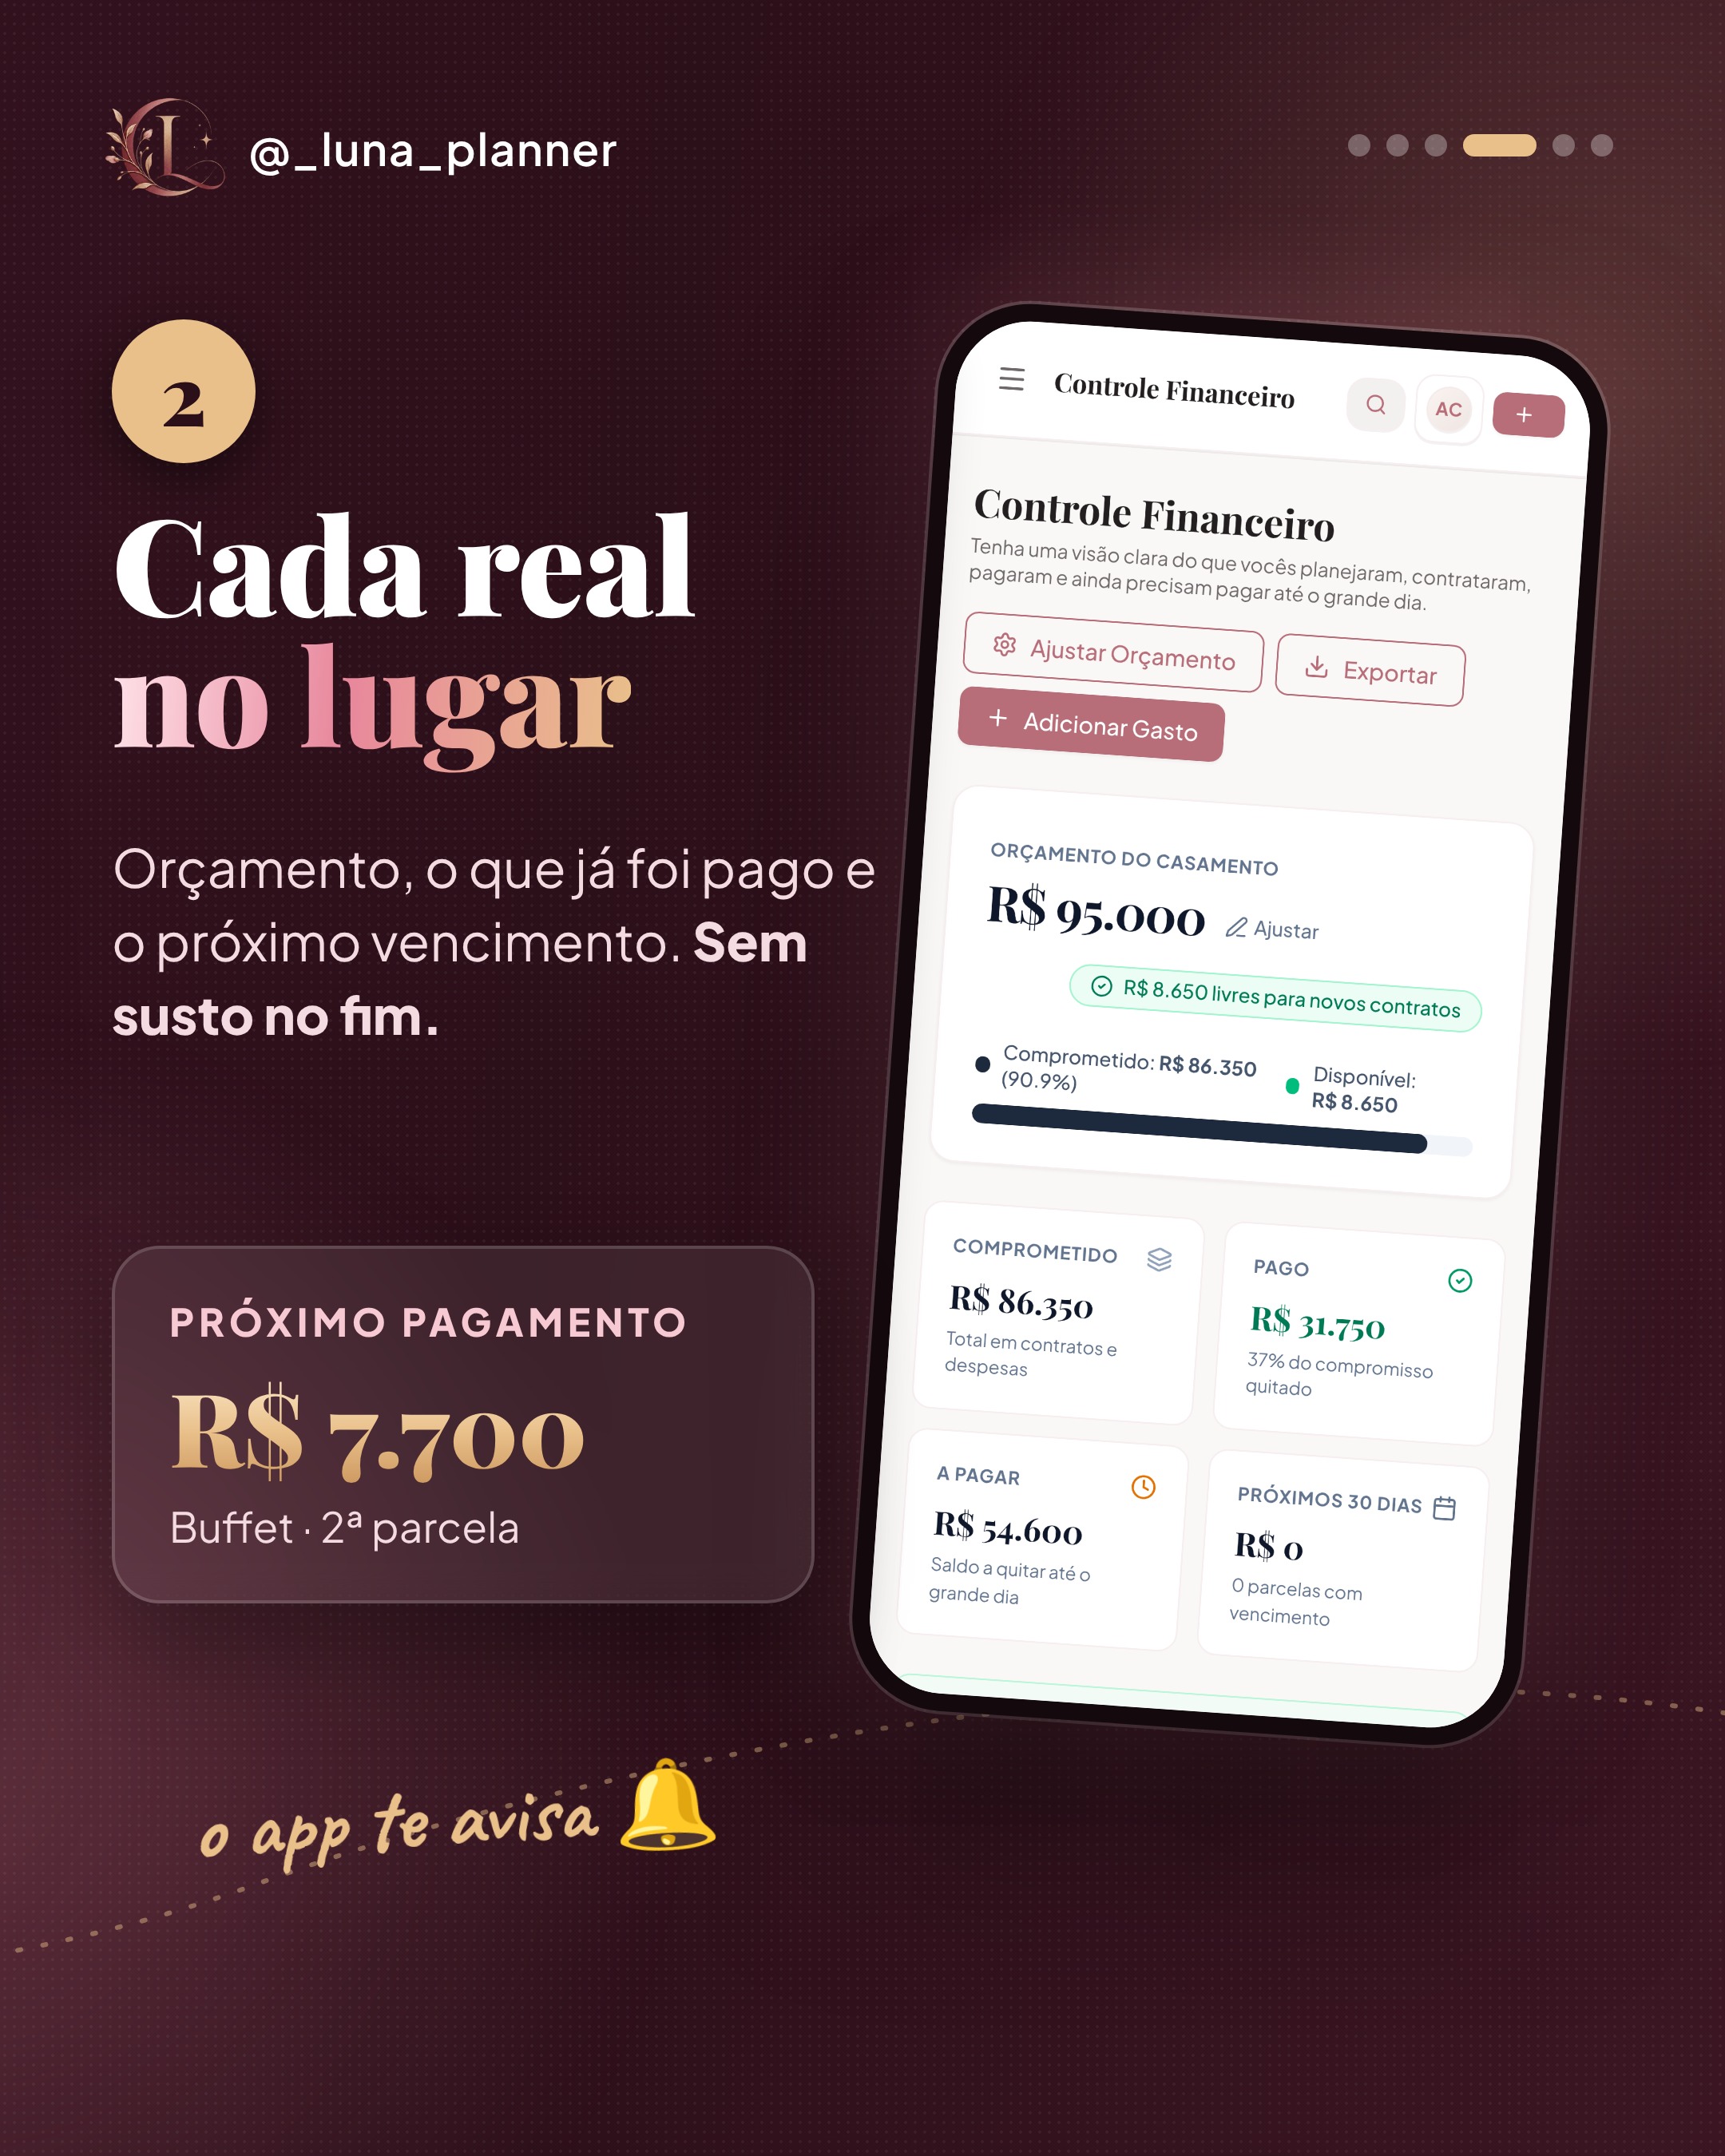 @_luna_planner
2
Cada real
no lugar
Orçamento, o que já foi pago e
o próximo vencimento. Sem
susto no fim.
PRÓXIMO PAGAMENTO
R$ 7.700
Buffet · 2ª parcela
o app te avisa
Controle Financeiro
AC
Controle Financeiro
Tenha uma visão clara do que vocês planejaram, contrataram,
pagaram e ainda precisam pagar até o grande dia.
Ajustar Orçamento
Exportar
Adicionar Gasto
ORÇAMENTO DO CASAMENTO
R$ 95.000
Ajustar
R$ 8.650 livres para novos contratos
Comprometido: R$ 86.350
(90.9%)
Disponível:
R$ 8.650
COMPROMETIDO
R$ 86.350
Total em contratos e
despesas
PAGO
R$ 31.750
37% do compromisso
quitado
A PAGAR
R$ 54.600
Saldo a quitar até o
grande dia
PRÓXIMOS 30 DIAS
R$ 0
0 parcelas com
vencimento